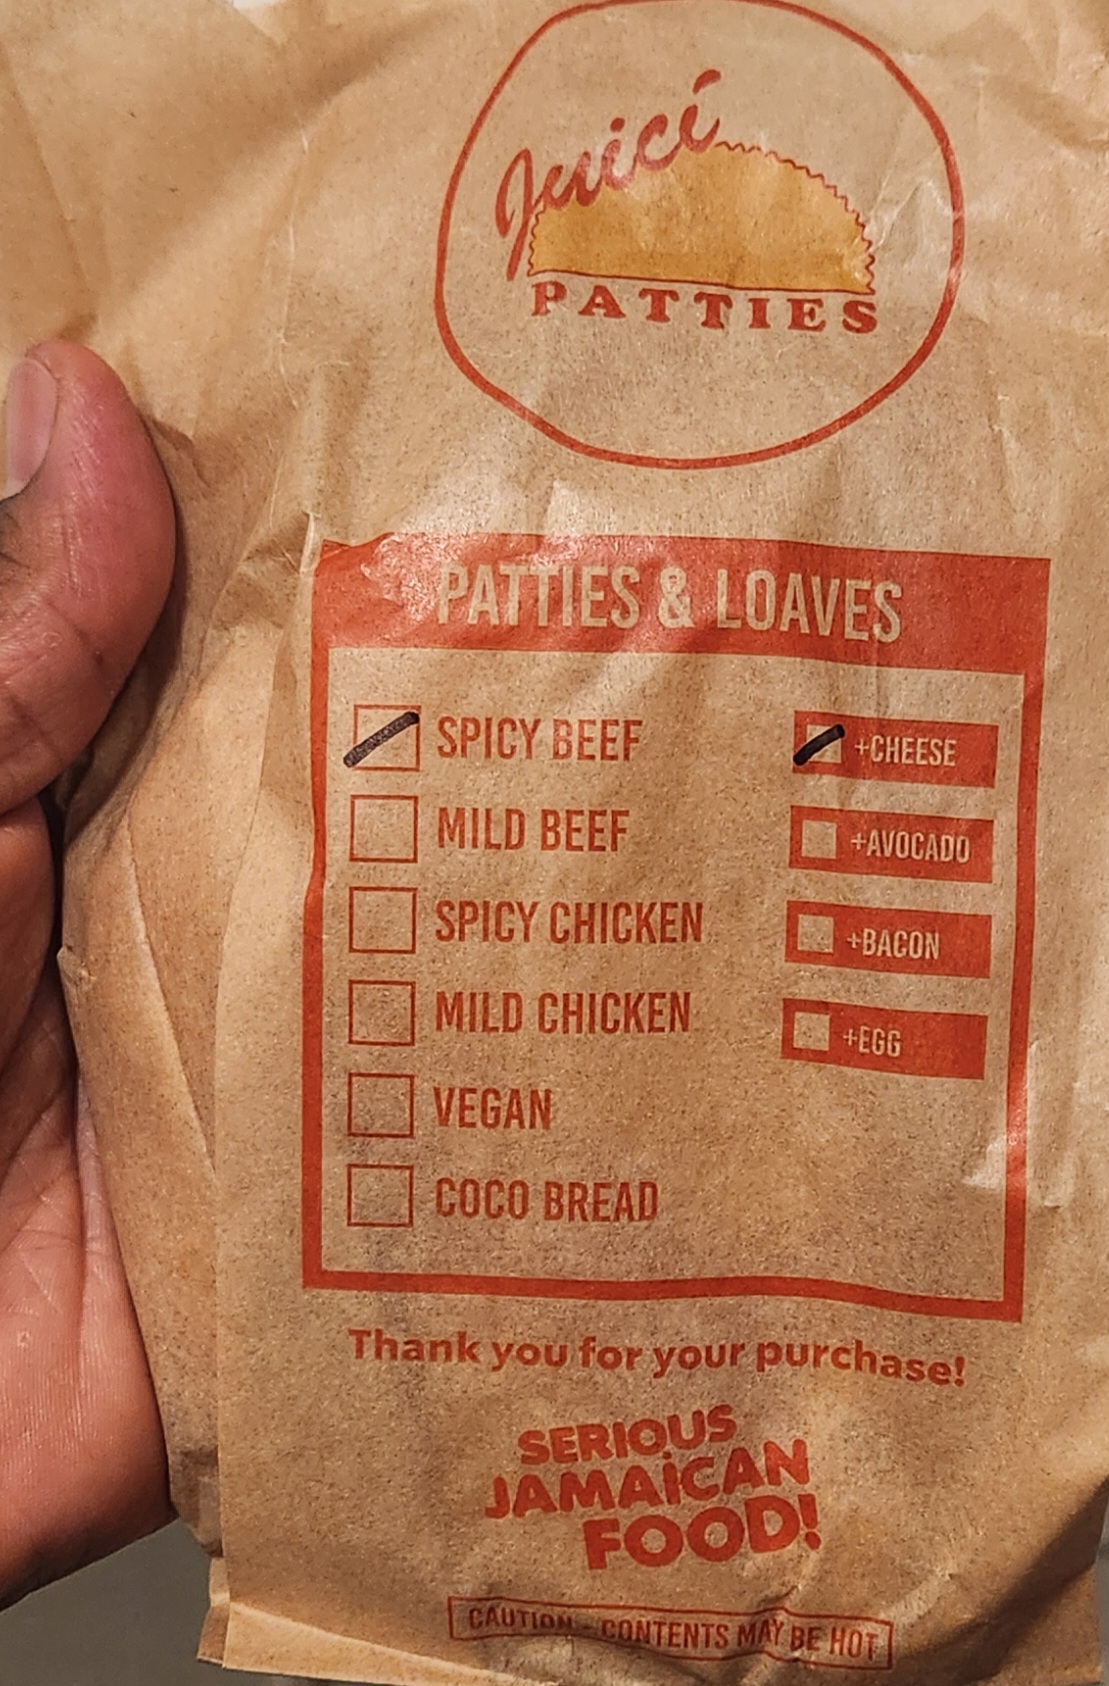 Juici
PATTIES
PATTIES & LOAVES
SPICY BEEF
+CHEESE
MILD BEEF
+AVOCADO
SPICY CHICKEN
+BACON
MILD CHICKEN
+EGG
VEGAN
COCO BREAD
Thank you for your purchase!
SERIOUS
JAMAICAN
FOOD!
CAUTION - CONTENTS MAY BE HOT